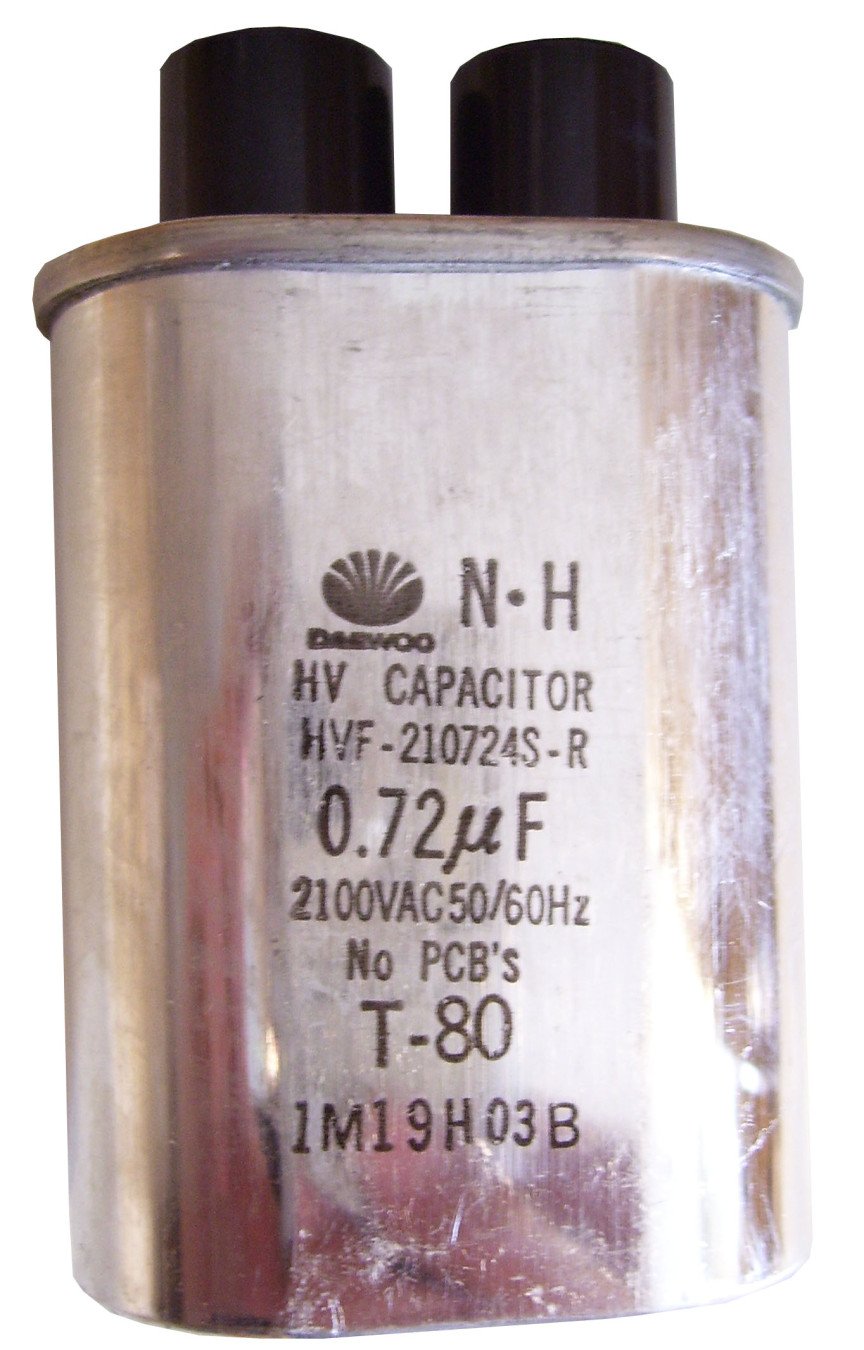 N·H
DAEWOO
HV CAPACITOR
HVF-210724S-R
0.72μF
2100VAC50/60Hz
No PCB's
T-80
1M19H03B